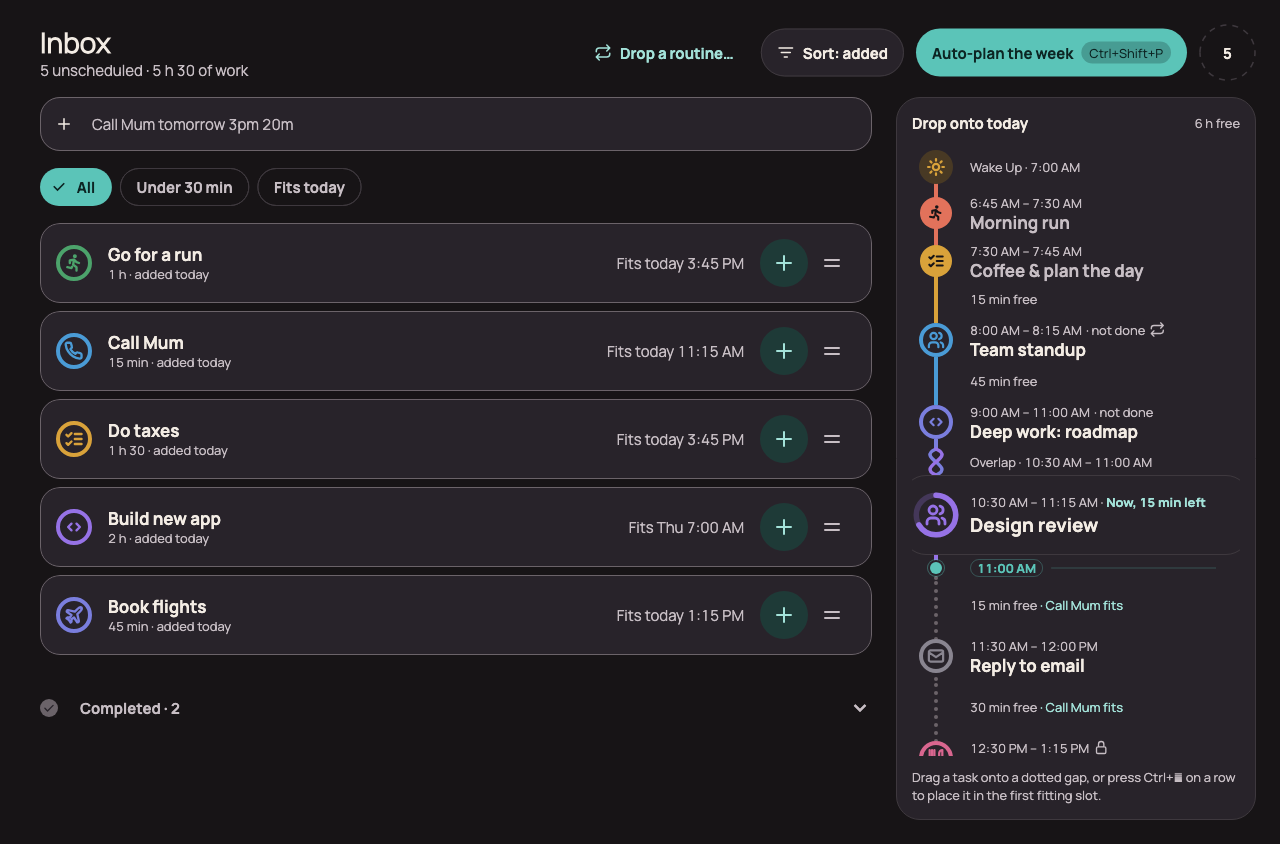 Inbox
5 unscheduled · 5 h 30 of work
Drop a routine...
Sort: added
Auto-plan the week Ctrl+Shift+P
5
Call Mum tomorrow 3pm 20m
All
Under 30 min
Fits today
Go for a run
1 h · added today
Fits today 3:45 PM
Call Mum
15 min · added today
Fits today 11:15 AM
Do taxes
1 h 30 · added today
Fits today 3:45 PM
Build new app
2 h · added today
Fits Thu 7:00 AM
Book flights
45 min · added today
Fits today 1:15 PM
Completed · 2
Drop onto today
6 h free
Wake Up · 7:00 AM
6:45 AM – 7:30 AM
Morning run
7:30 AM – 7:45 AM
Coffee & plan the day
15 min free
8:00 AM – 8:15 AM · not done
Team standup
45 min free
9:00 AM – 11:00 AM · not done
Deep work: roadmap
Overlap · 10:30 AM – 11:00 AM
10:30 AM – 11:15 AM · Now, 15 min left
Design review
11:00 AM
15 min free · Call Mum fits
11:30 AM – 12:00 PM
Reply to email
30 min free · Call Mum fits
12:30 PM – 1:15 PM
Drag a task onto a dotted gap, or press Ctrl+ on a row
to place it in the first fitting slot.